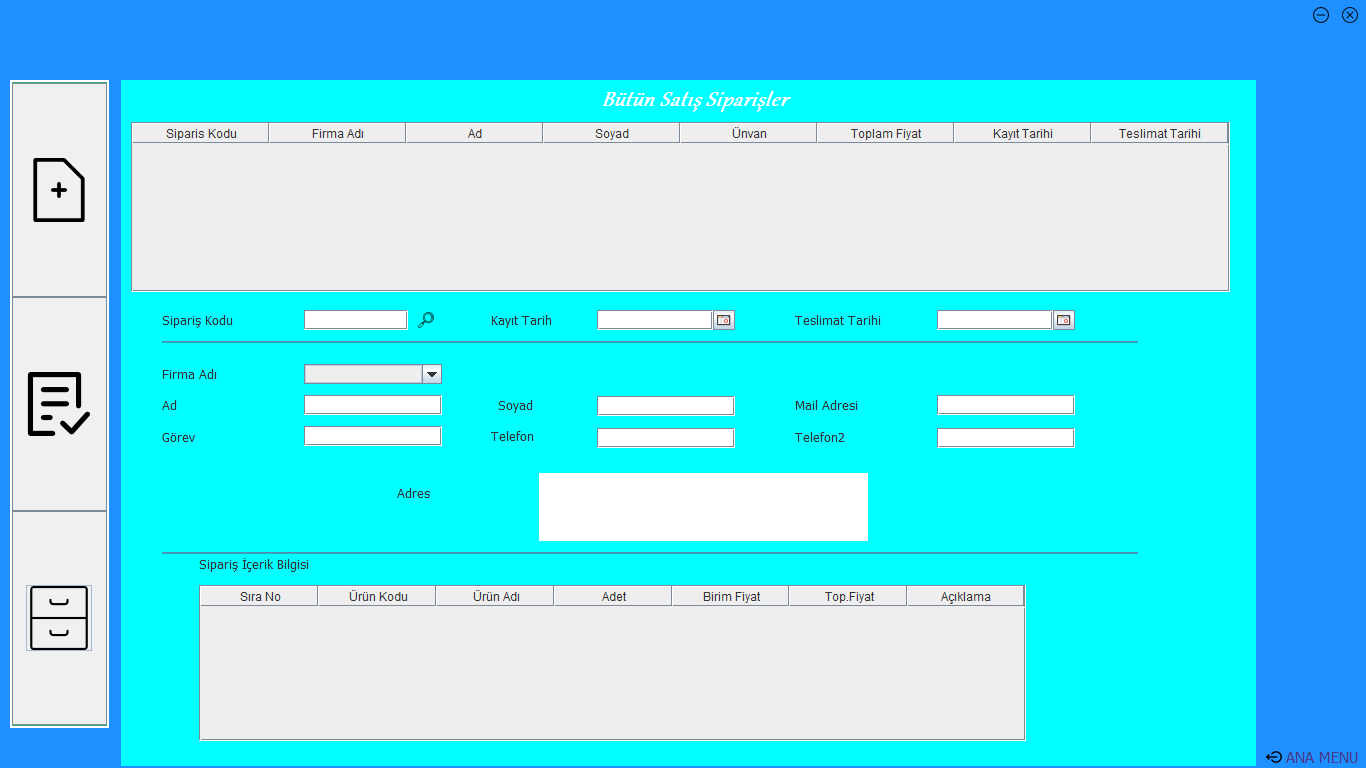 Bütün Satış Siparişler
Siparis Kodu Firma Adı Ad Soyad Ünvan Toplam Fiyat Kayıt Tarihi Teslimat Tarihi
Sipariş Kodu Kayıt Tarih Teslimat Tarihi
Firma Adı
Ad Soyad Mail Adresi
Görev Telefon Telefon2
Adres
Sipariş İçerik Bilgisi
Sıra No Ürün Kodu Ürün Adı Adet Birim Fiyat Top.Fiyat Açıklama
ANA MENU